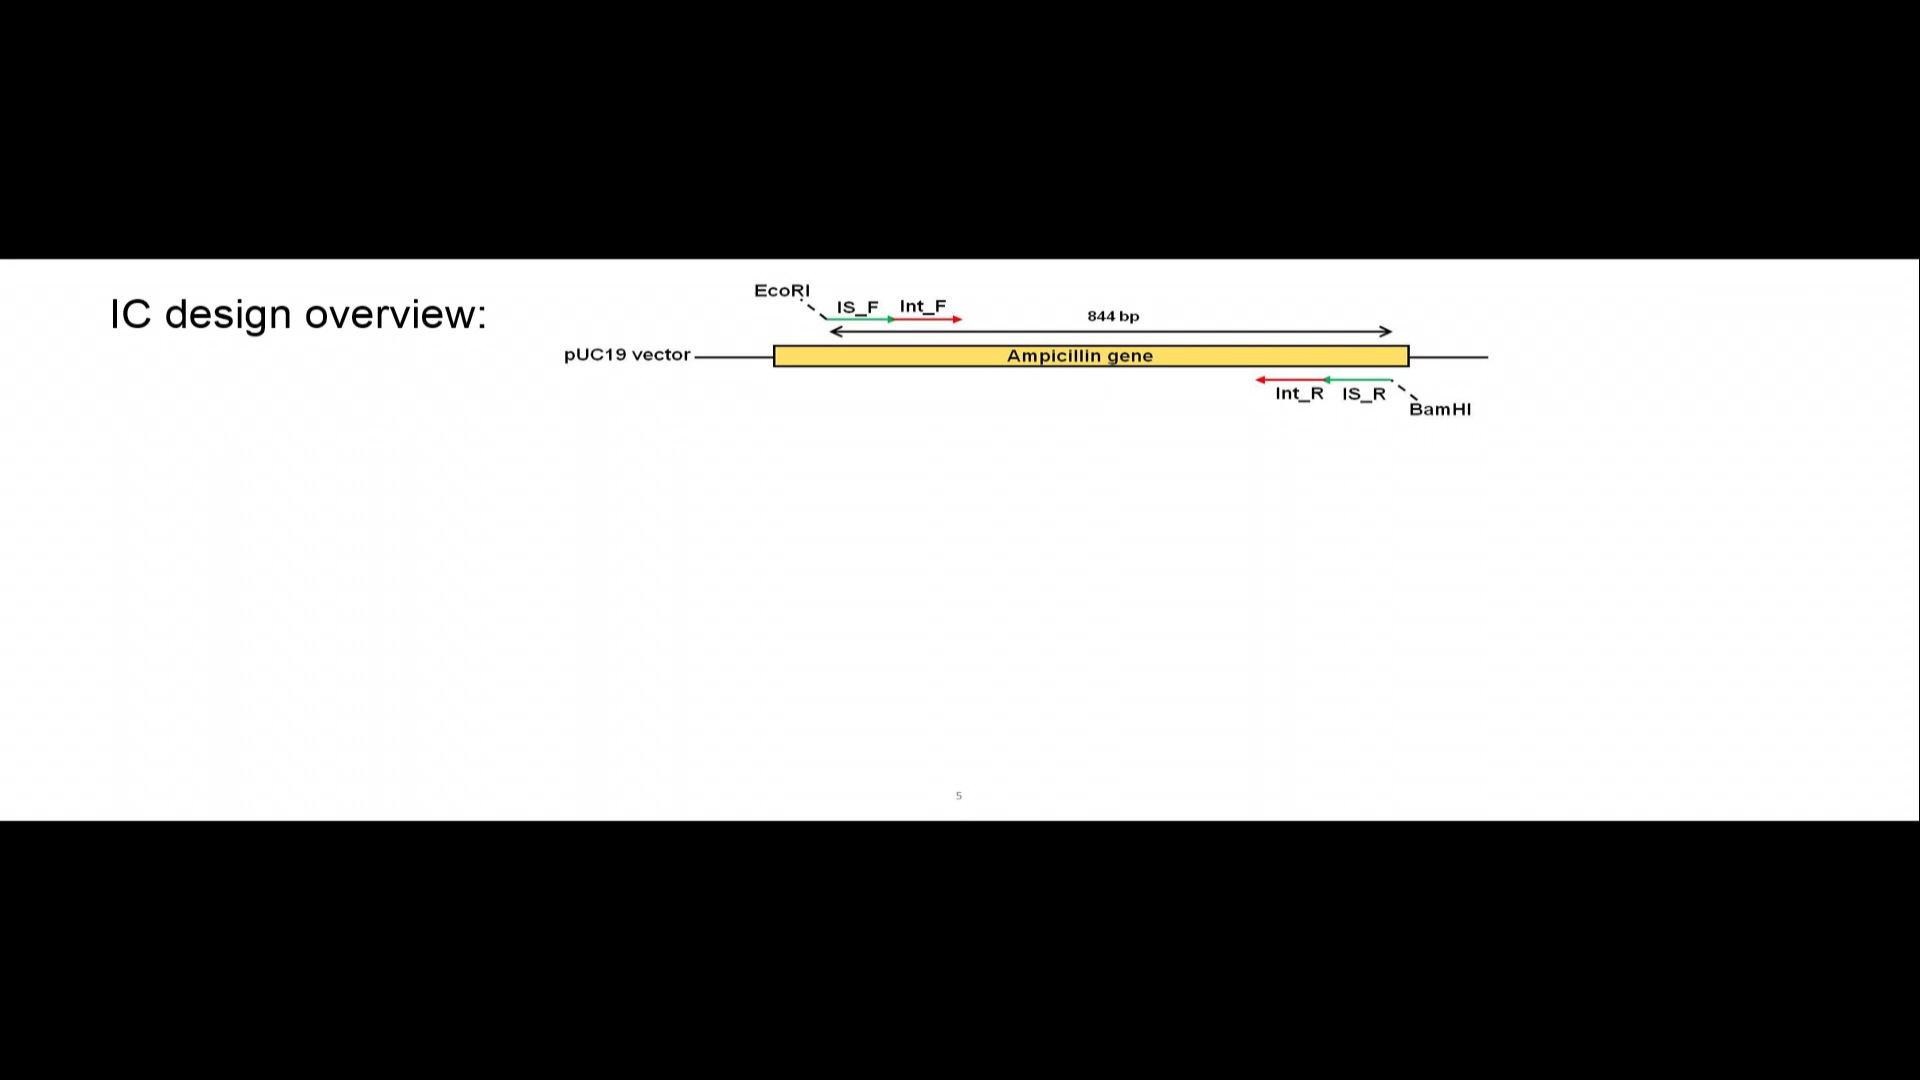 IC design overview:
EcoRI
IS_F Int_F
844 bp
pUC19 vector
Ampicillin gene
Int_R IS_R
BamHI
5